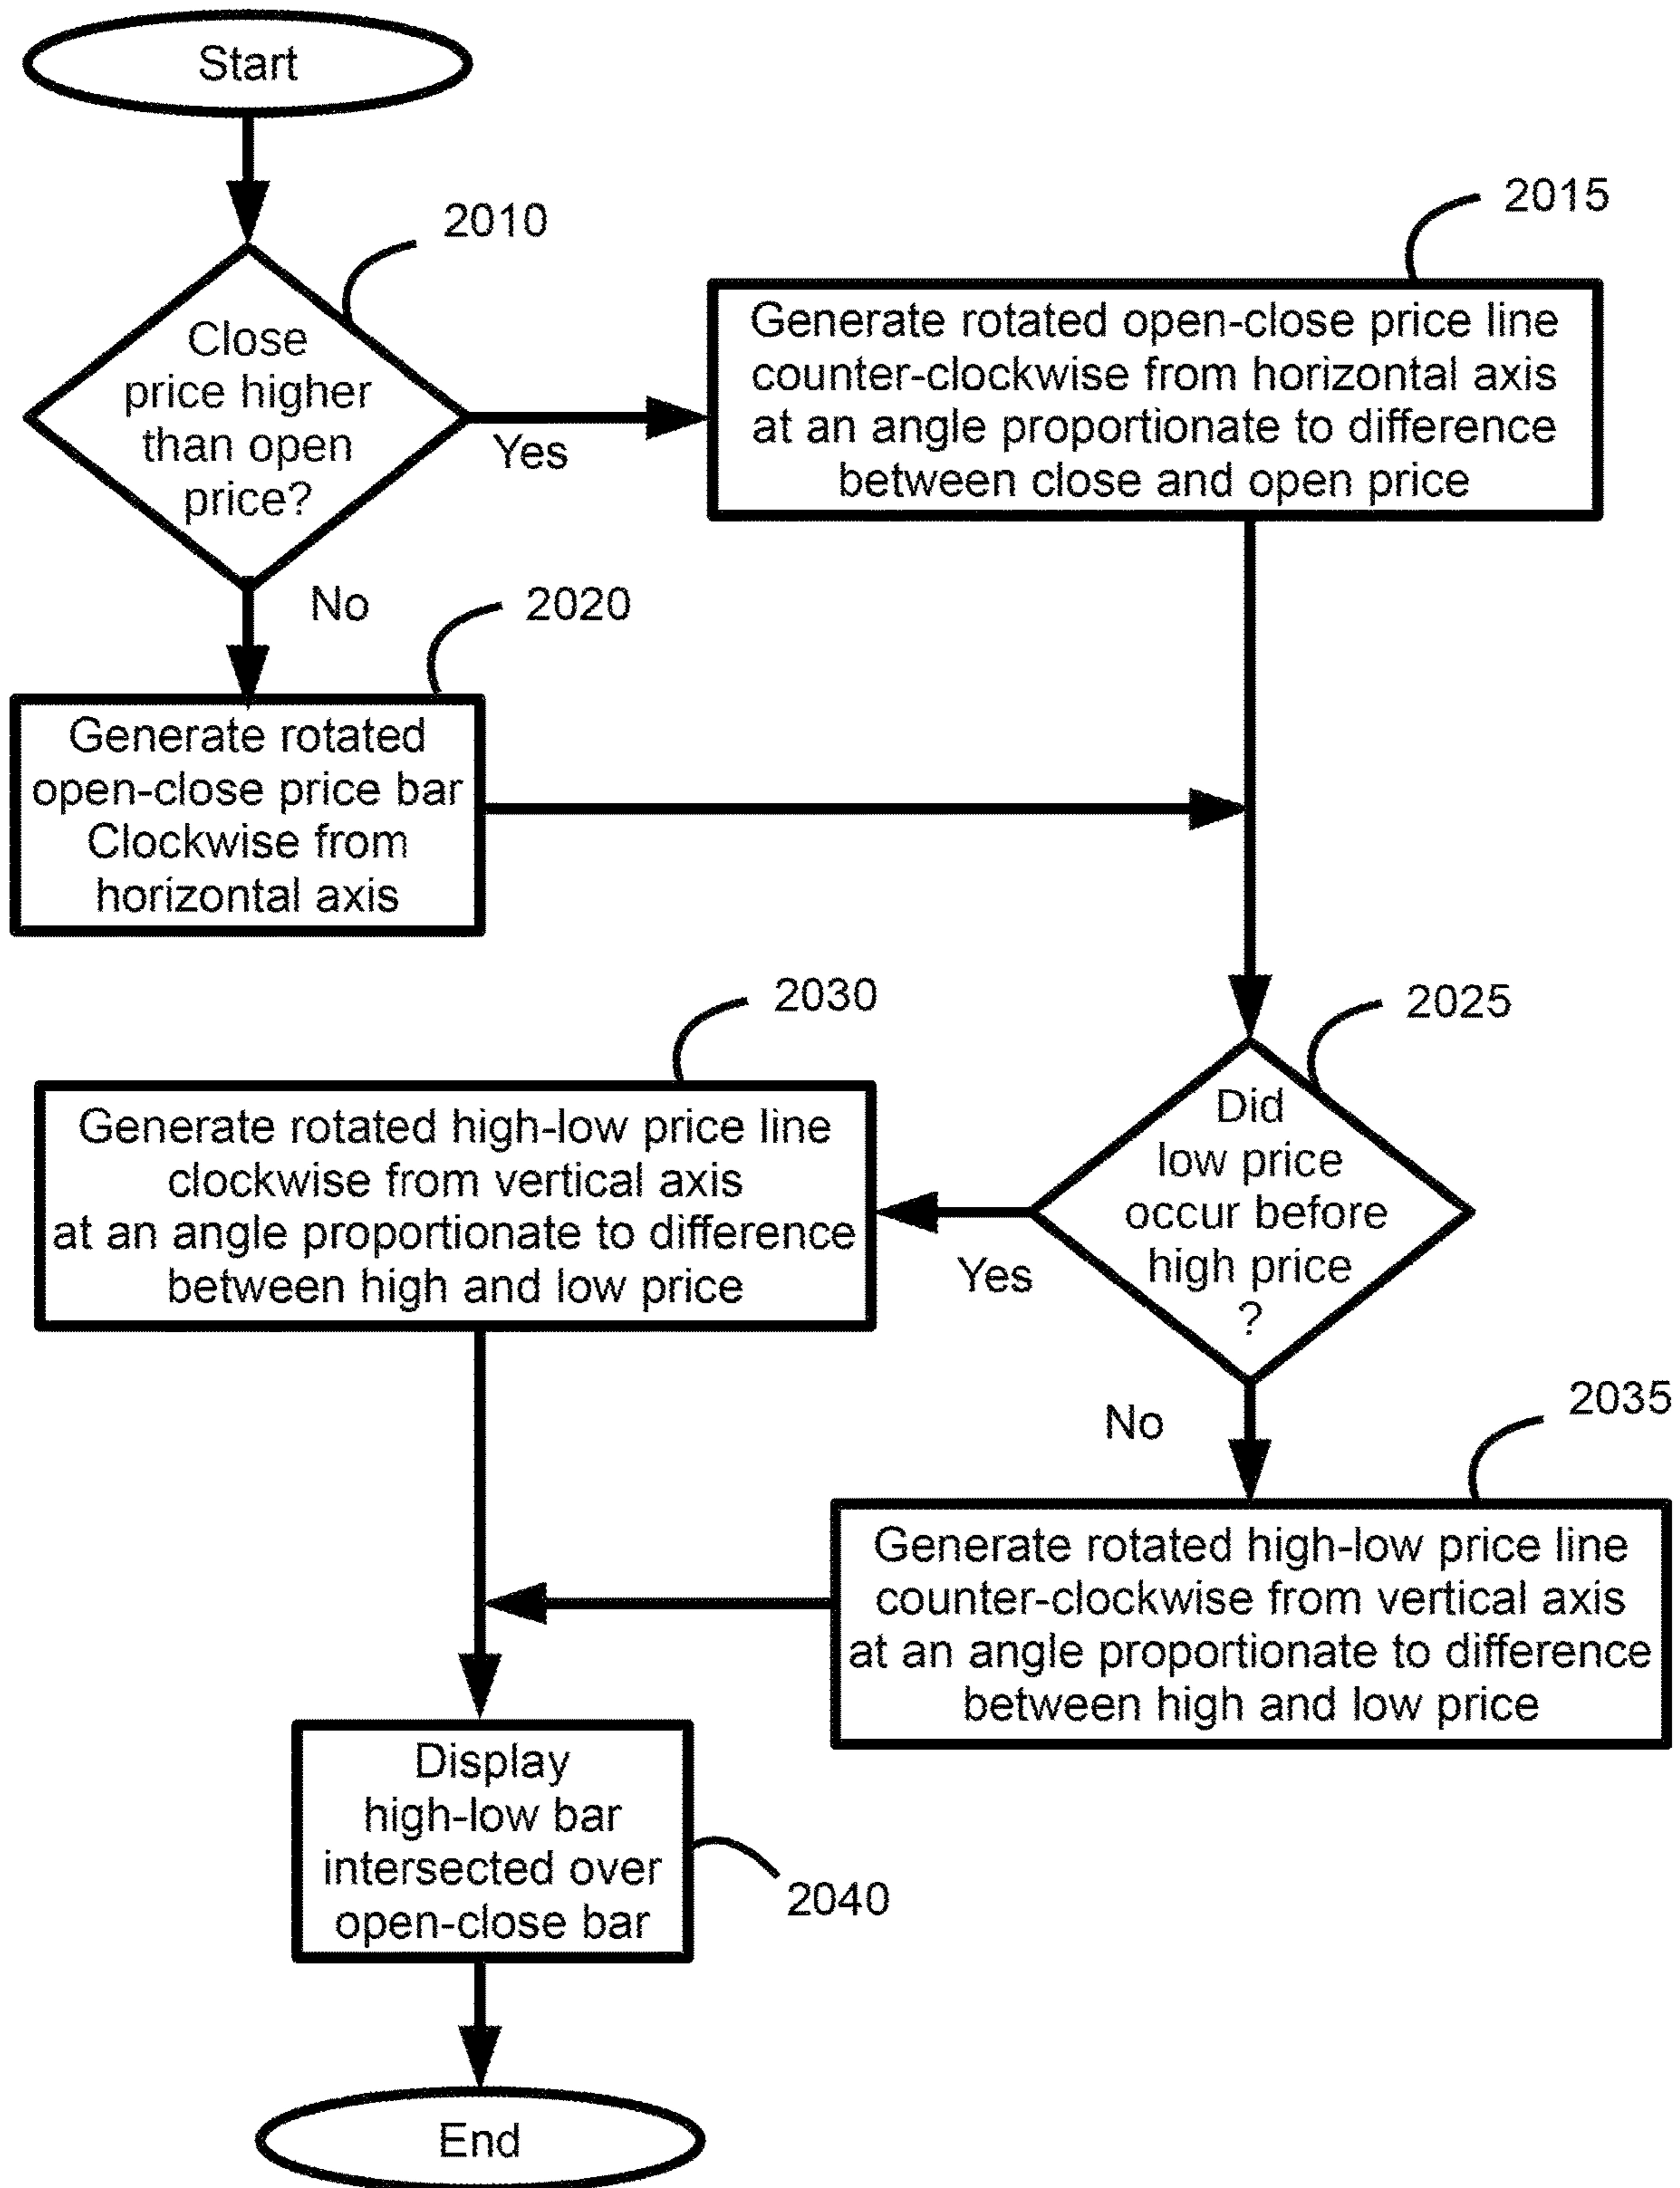 Start
2010
Close
price higher
than open
price?
Yes
2015
Generate rotated open-close price line
counter-clockwise from horizontal axis
at an angle proportionate to difference
between close and open price
No
2020
Generate rotated
open-close price bar
Clockwise from
horizontal axis
2025
Did
low price
occur before
high price
?
Yes
2030
Generate rotated high-low price line
clockwise from vertical axis
at an angle proportionate to difference
between high and low price
No
2035
Generate rotated high-low price line
counter-clockwise from vertical axis
at an angle proportionate to difference
between high and low price
Display
high-low bar
intersected over
open-close bar
2040
End